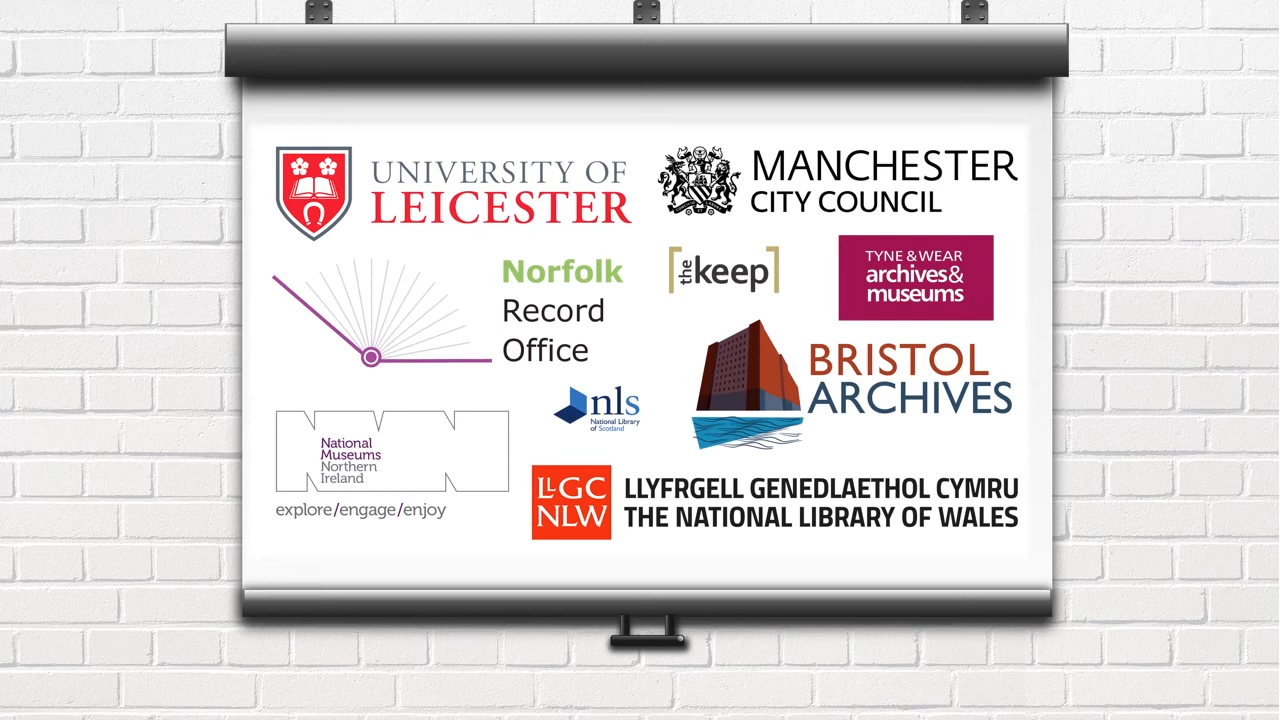 UNIVERSITY OF
LEICESTER
MANCHESTER
CITY COUNCIL
Norfolk
Record
Office
the
keep
TYNE & WEAR
archives&
museums
BRISTOL
ARCHIVES
nls
National Library
of Scotland
National
Museums
Northern
Ireland
explore/engage/enjoy
LLGC
NLW
LLYFRGELL GENEDLAETHOL CYMRU
THE NATIONAL LIBRARY OF WALES